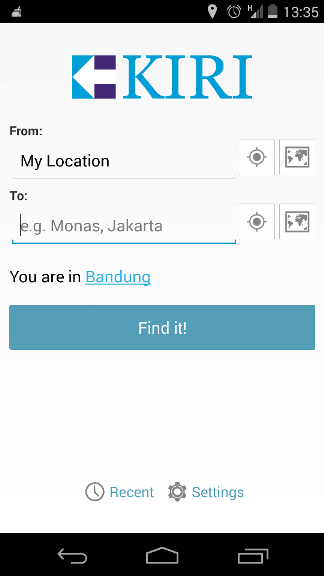 H 13:35
KIRI
From:
My Location
To:
e.g. Monas, Jakarta
You are in Bandung
Find it!
Recent Settings